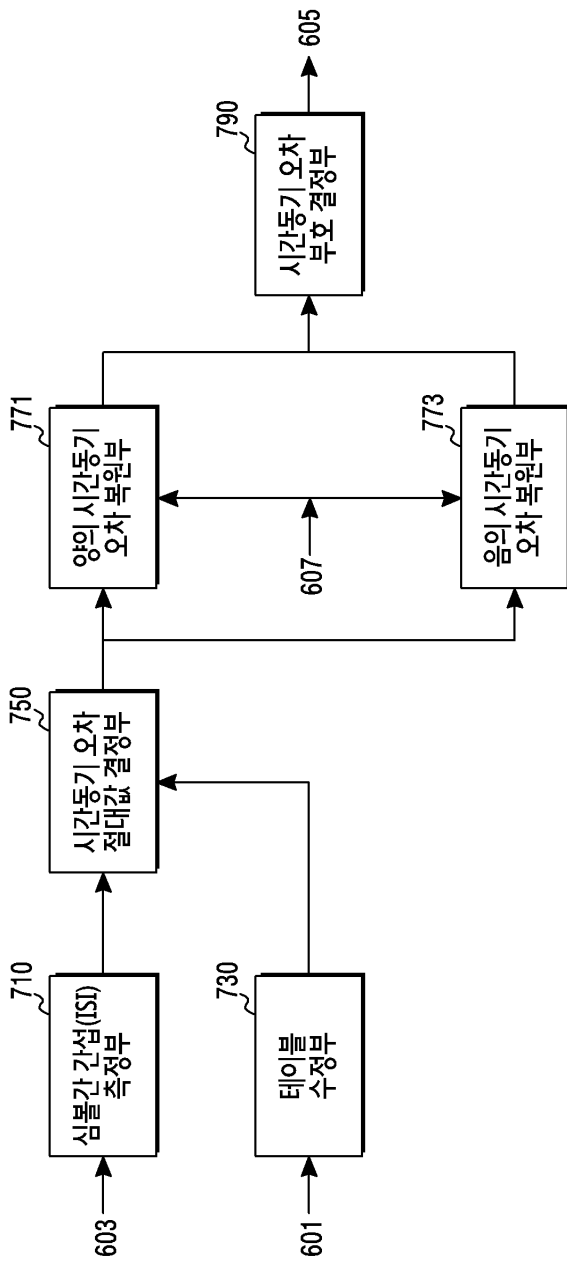 603
710
심볼간 간섭(ISI)
측정부
601
730
테이블
수정부
750
시간동기 오차
절대값 결정부
771
양의 시간동기
오차 복원부
607
773
음의 시간동기
오차 복원부
790
시간동기 오차
부호 결정부
605